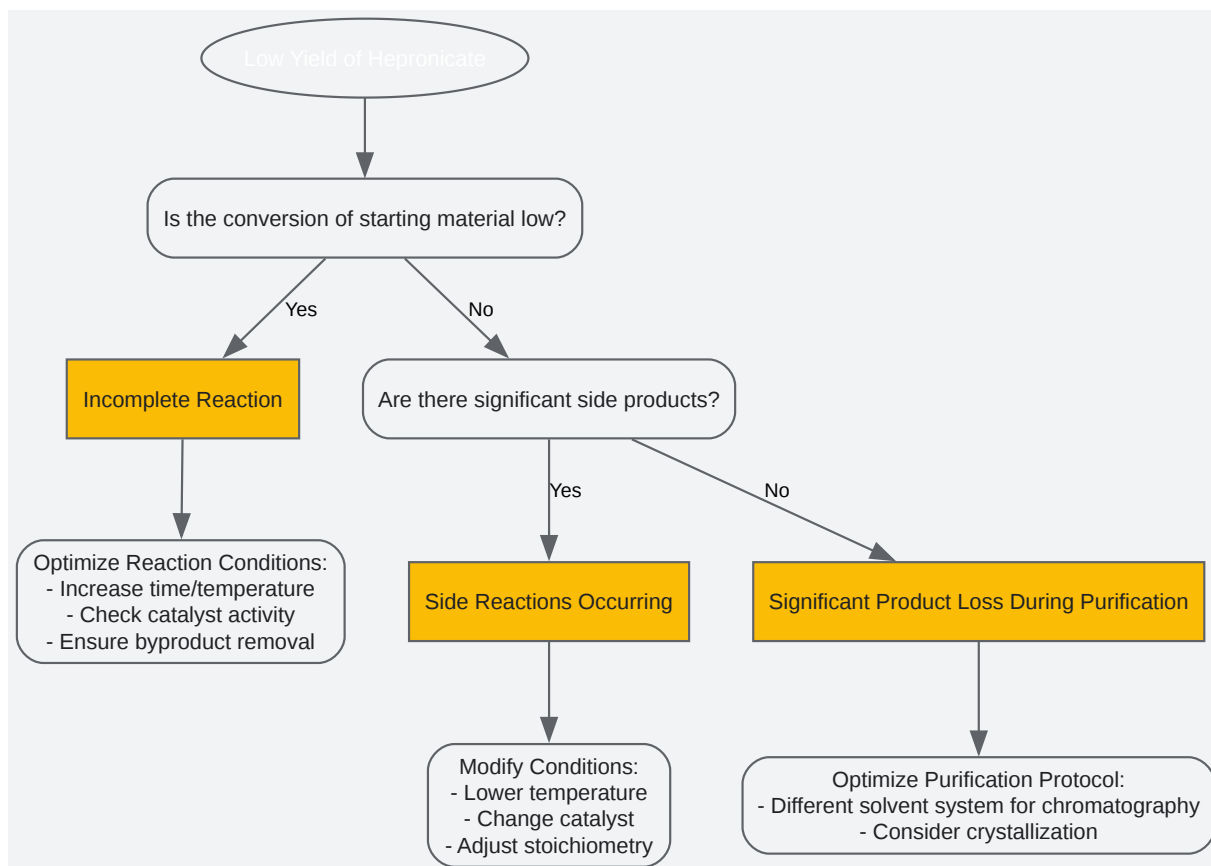 Low Yield of Hepronicate
Is the conversion of starting material low?
Yes
No
Incomplete Reaction
Are there significant side products?
Yes
No
Optimize Reaction Conditions:
- Increase time/temperature
- Check catalyst activity
- Ensure byproduct removal
Side Reactions Occurring
Significant Product Loss During Purification
Modify Conditions:
- Lower temperature
- Change catalyst
- Adjust stoichiometry
Optimize Purification Protocol:
- Different solvent system for chromatography
- Consider crystallization